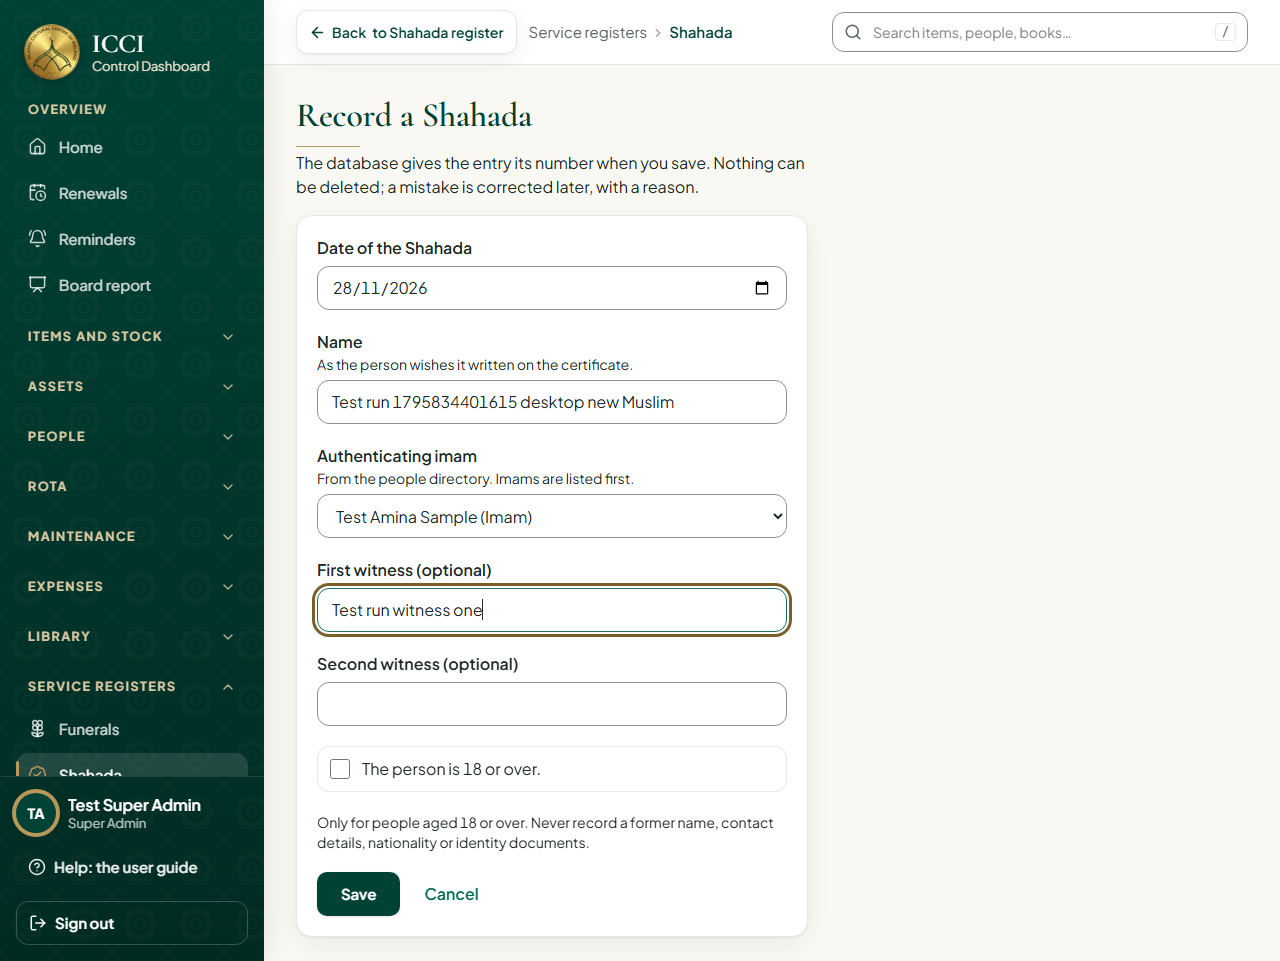 ICCI
Control Dashboard
OVERVIEW
Home
Renewals
Reminders
Board report
ITEMS AND STOCK
ASSETS
PEOPLE
ROTA
MAINTENANCE
EXPENSES
LIBRARY
SERVICE REGISTERS
Funerals
Shahada
TA
Test Super Admin
Super Admin
Help: the user guide
Sign out
Back to Shahada register
Service registers > Shahada
Search items, people, books...
/
Record a Shahada
The database gives the entry its number when you save. Nothing can
be deleted; a mistake is corrected later, with a reason.
Date of the Shahada
28/11/2026
Name
As the person wishes it written on the certificate.
Test run 1795834401615 desktop new Muslim
Authenticating imam
From the people directory. Imams are listed first.
Test Amina Sample (Imam)
First witness (optional)
Test run witness one
Second witness (optional)
The person is 18 or over.
Only for people aged 18 or over. Never record a former name, contact
details, nationality or identity documents.
Save
Cancel